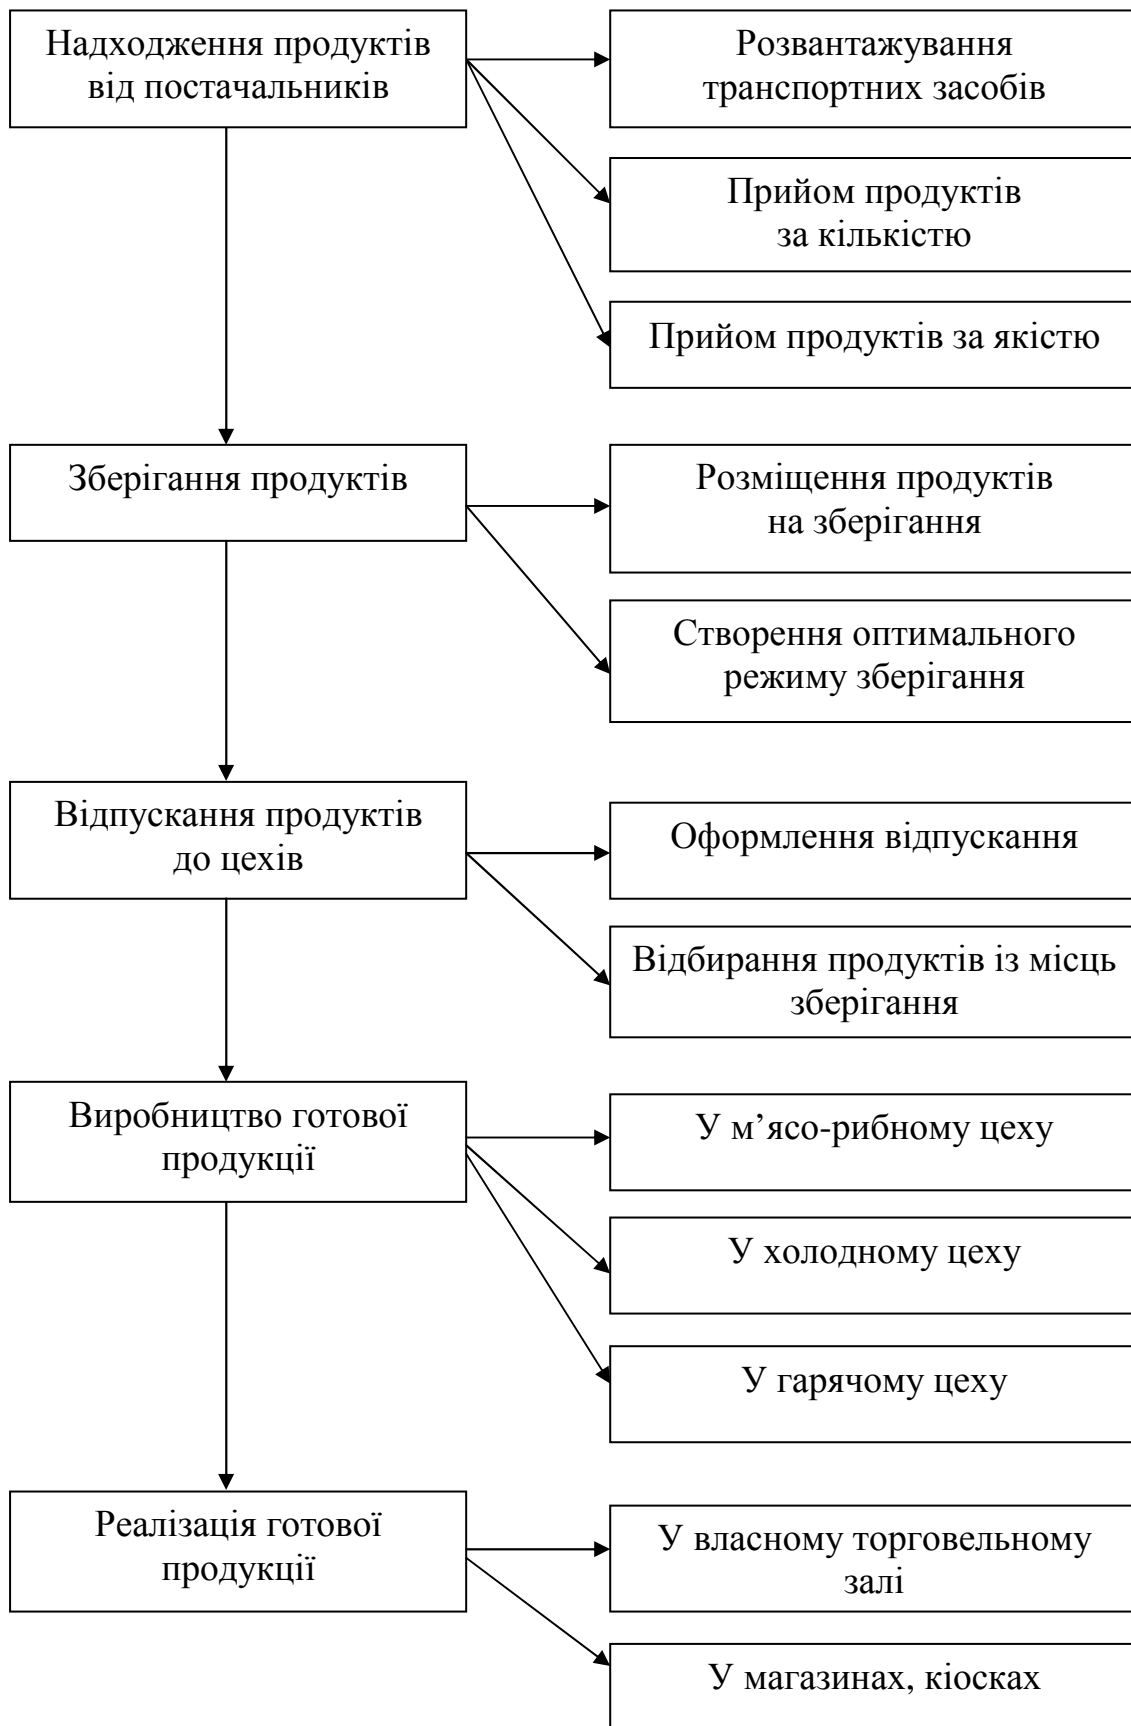 Надходження продуктів
від постачальників
Розвантажування
транспортних засобів
Прийом продуктів
за кількістю
Прийом продуктів за якістю
Зберігання продуктів
Розміщення продуктів
на зберігання
Створення оптимального
режиму зберігання
Відпускання продуктів
до цехів
Оформлення відпускання
Відбирання продуктів із місць
зберігання
Виробництво готової
продукції
У м’ясо-рибному цеху
У холодному цеху
У гарячому цеху
Реалізація готової
продукції
У власному торговельному
залі
У магазинах, кіосках